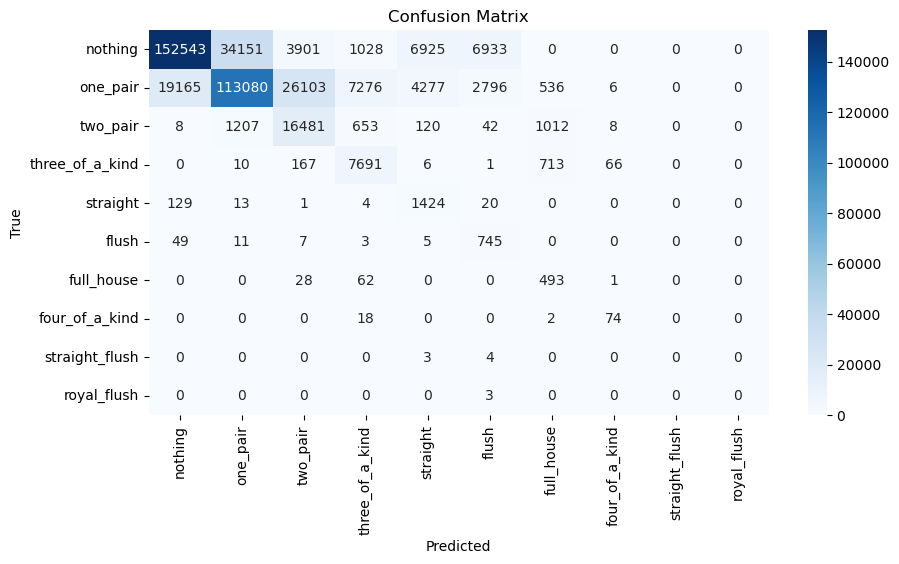 Confusion Matrix
nothing 152543 34151 3901 1028 6925 6933 0 0 0 0
one_pair 19165 113080 26103 7276 4277 2796 536 6 0 0
two_pair 8 1207 16481 653 120 42 1012 8 0 0
three_of_a_kind 0 10 167 7691 6 1 713 66 0 0
straight 129 13 1 4 1424 20 0 0 0 0
flush 49 11 7 3 5 745 0 0 0 0
full_house 0 0 28 62 0 0 493 1 0 0
four_of_a_kind 0 0 0 18 0 0 2 74 0 0
straight_flush 0 0 0 0 3 4 0 0 0 0
royal_flush 0 0 0 0 0 3 0 0 0 0
True
nothing one_pair two_pair three_of_a_kind straight flush full_house four_of_a_kind straight_flush royal_flush
Predicted
140000
120000
100000
80000
60000
40000
20000
0